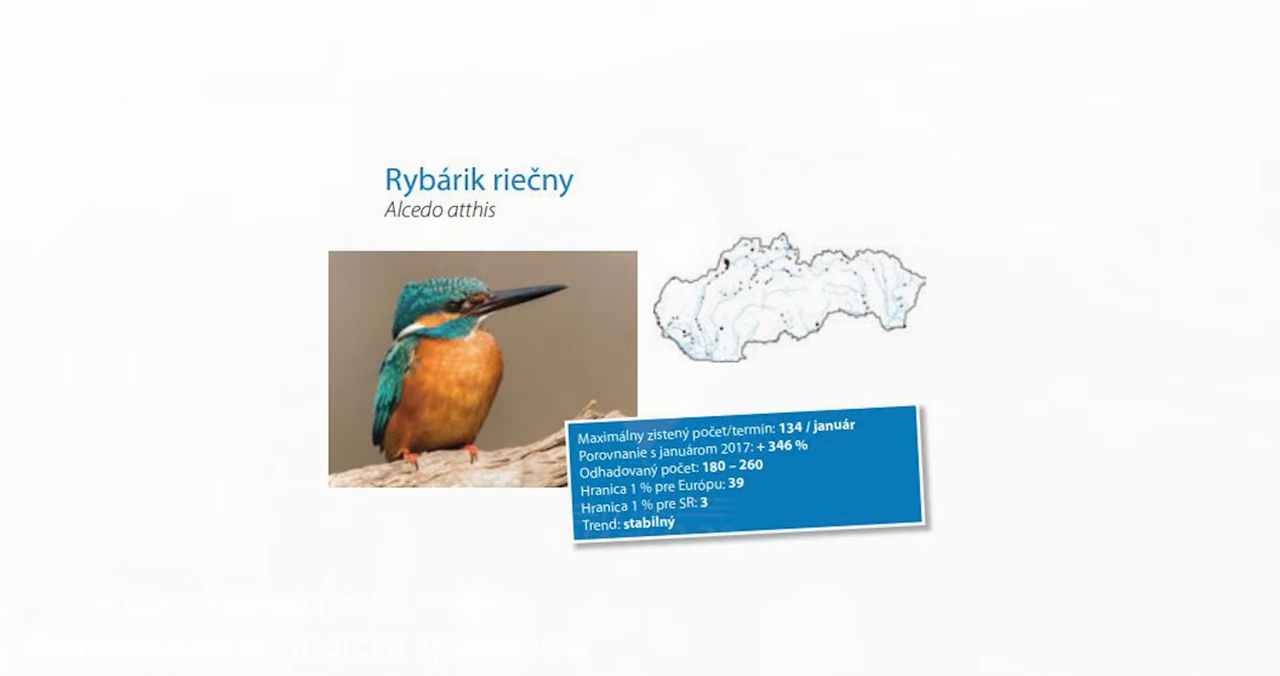 Rybárik riečny
Alcedo atthis
Maximálny zistený počet/termín: 134 / január
Porovnanie s januárom 2017: + 346 %
Odhadovaný počet: 180 – 260
Hranica 1 % pre Európu: 39
Hranica 1 % pre SR: 3
Trend: stabilný